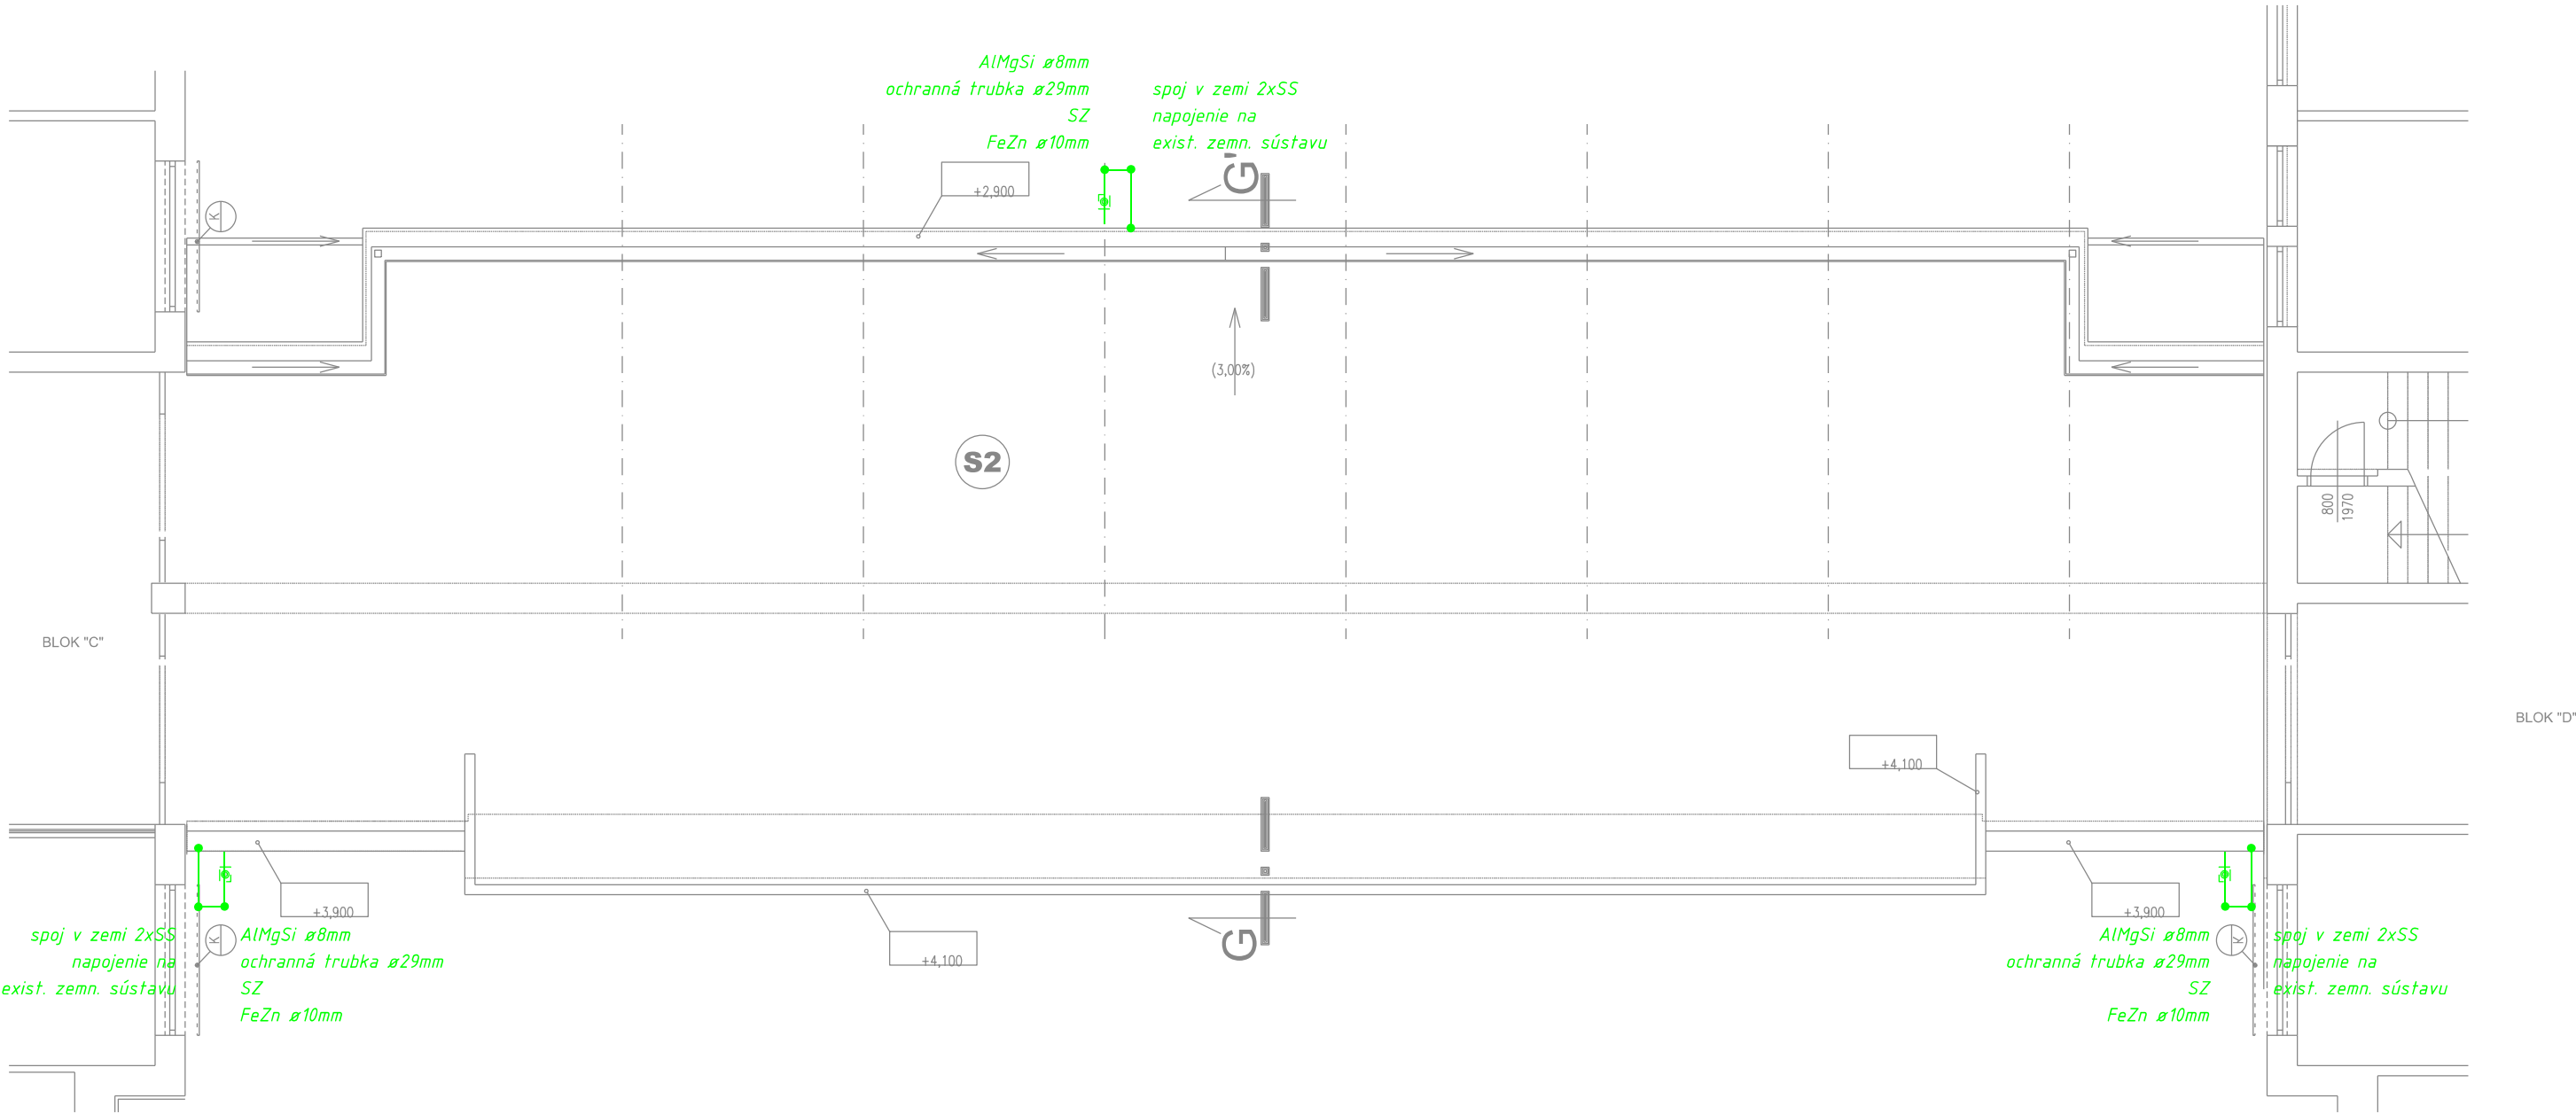 AlMgSi ø8mm
ochranná trubka ø29mm
SZ
FeZn ø10mm
spoj v zemi 2xSS
napojenie na
exist. zemn. sústavu
G'
+2,900
K
(3,00%)
S2
800
1970
BLOK "C"
BLOK "D"
+4,100
+3,900
+4,100
+3,900
G
K
K
spoj v zemi 2xSS
napojenie na
exist. zemn. sústavu
AlMgSi ø8mm
ochranná trubka ø29mm
SZ
FeZn ø10mm
AlMgSi ø8mm
ochranná trubka ø29mm
SZ
FeZn ø10mm
spoj v zemi 2xSS
napojenie na
exist. zemn. sústavu